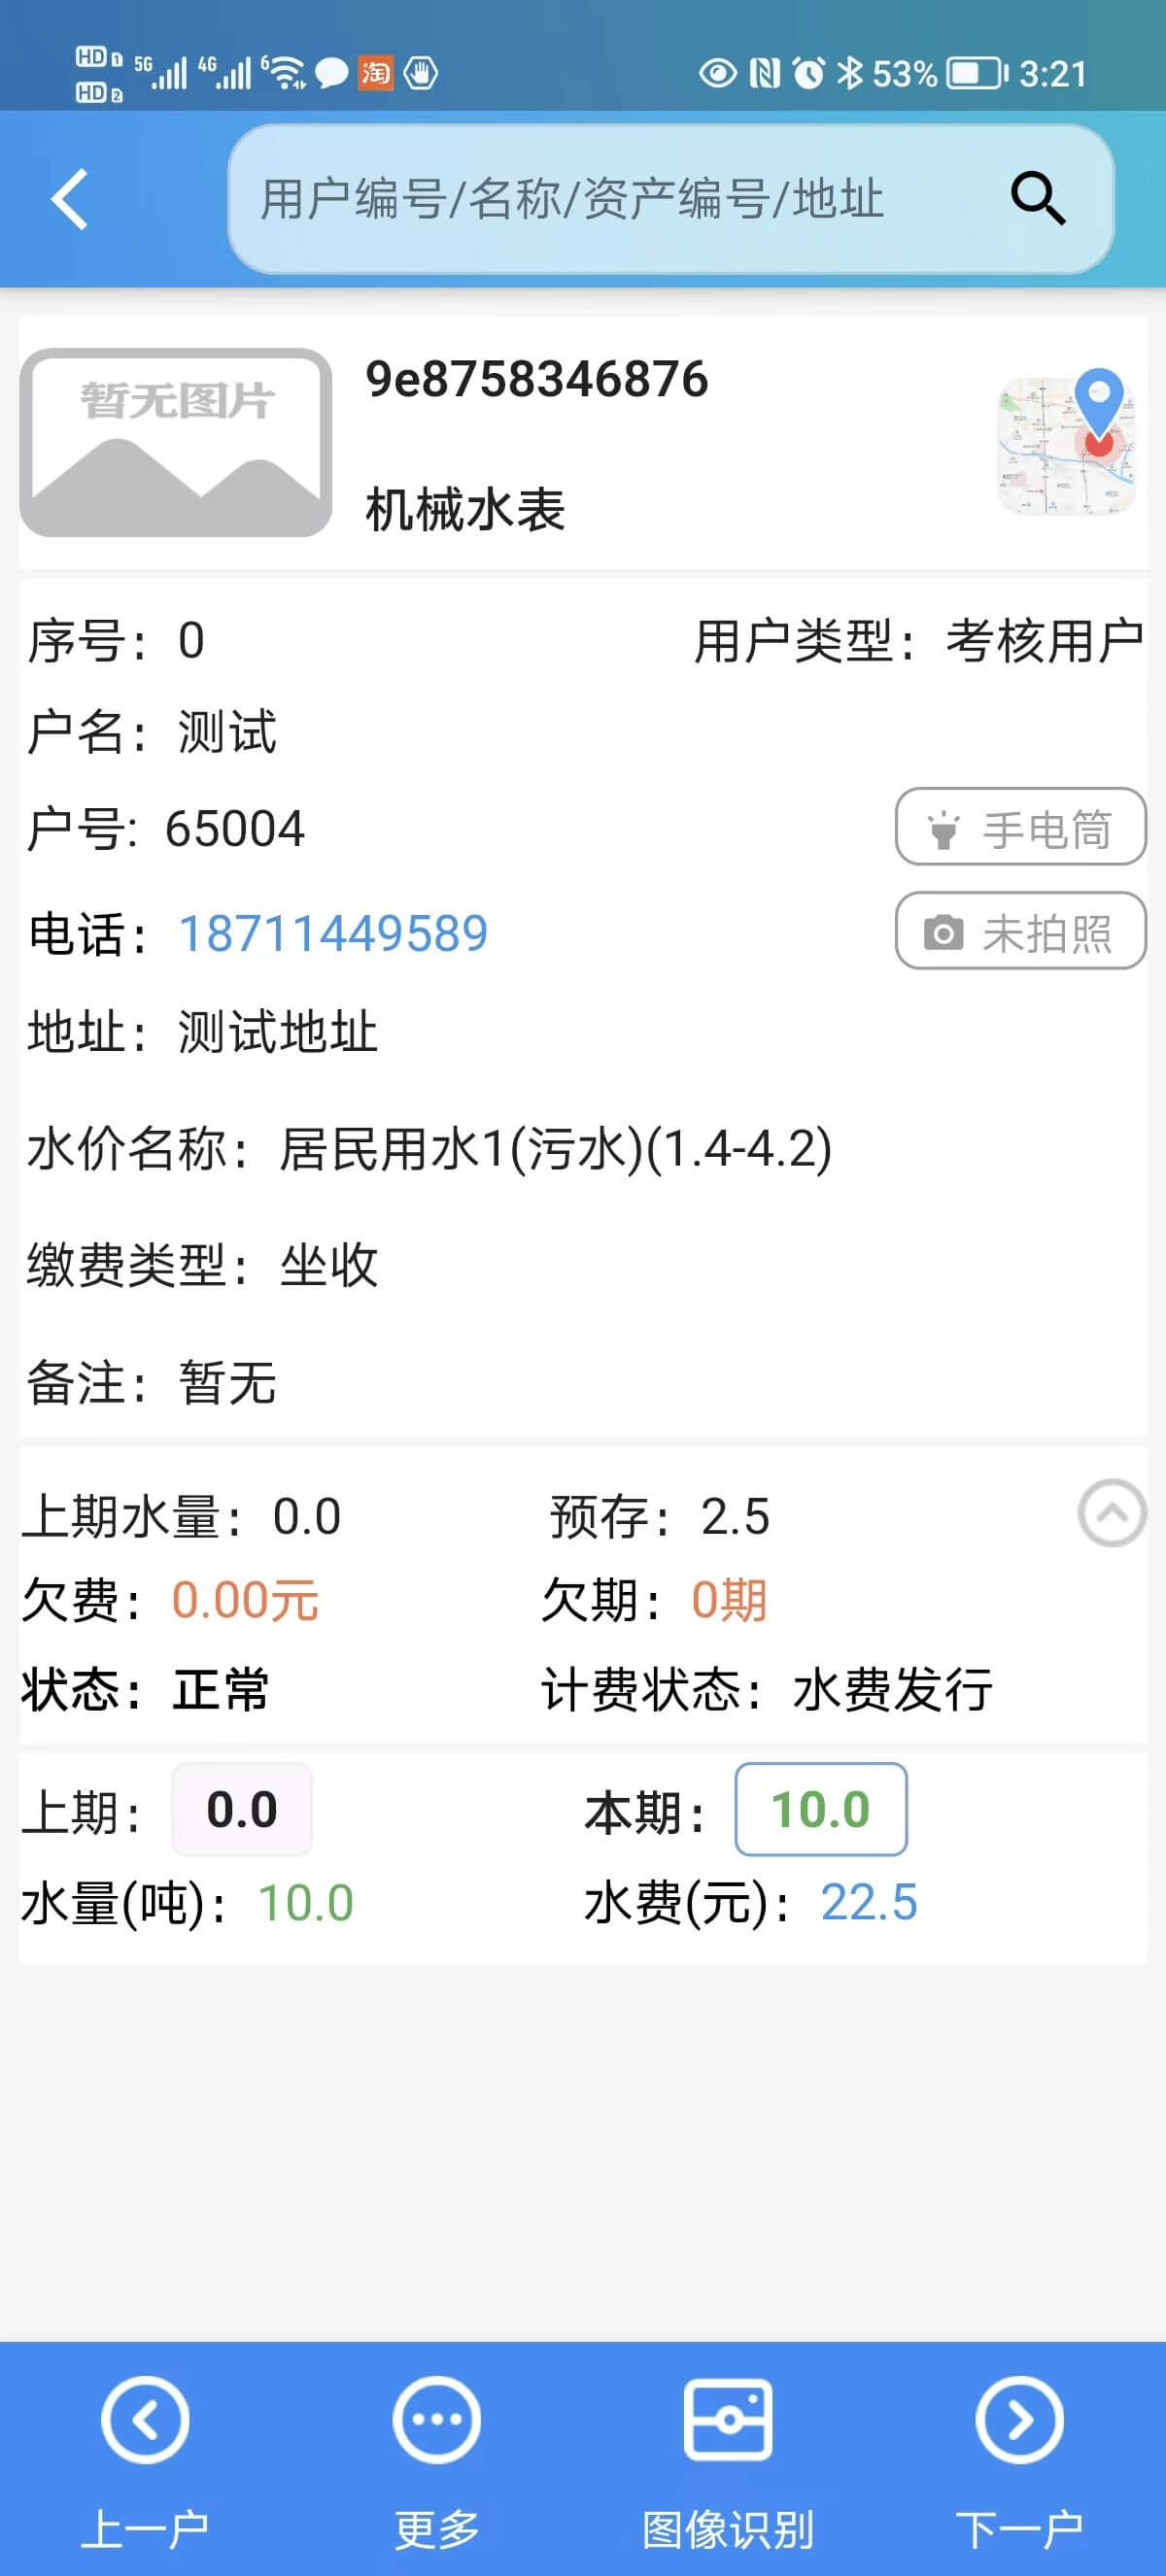 HD 1 5G 4G 6 淘 53% 3:21
HD 2
用户编号/名称/资产编号/地址
暂无图片
9e8758346876
机械水表
序号：0 用户类型：考核用户
户名：测试
户号: 65004 手电筒
电话：18711449589 未拍照
地址：测试地址
水价名称：居民用水1(污水)(1.4-4.2)
缴费类型：坐收
备注：暂无
上期水量：0.0 预存：2.5
欠费：0.00元 欠期：0期
状态：正常 计费状态：水费发行
上期：0.0 本期：10.0
水量(吨)：10.0 水费(元)：22.5
上一户 更多 图像识别 下一户